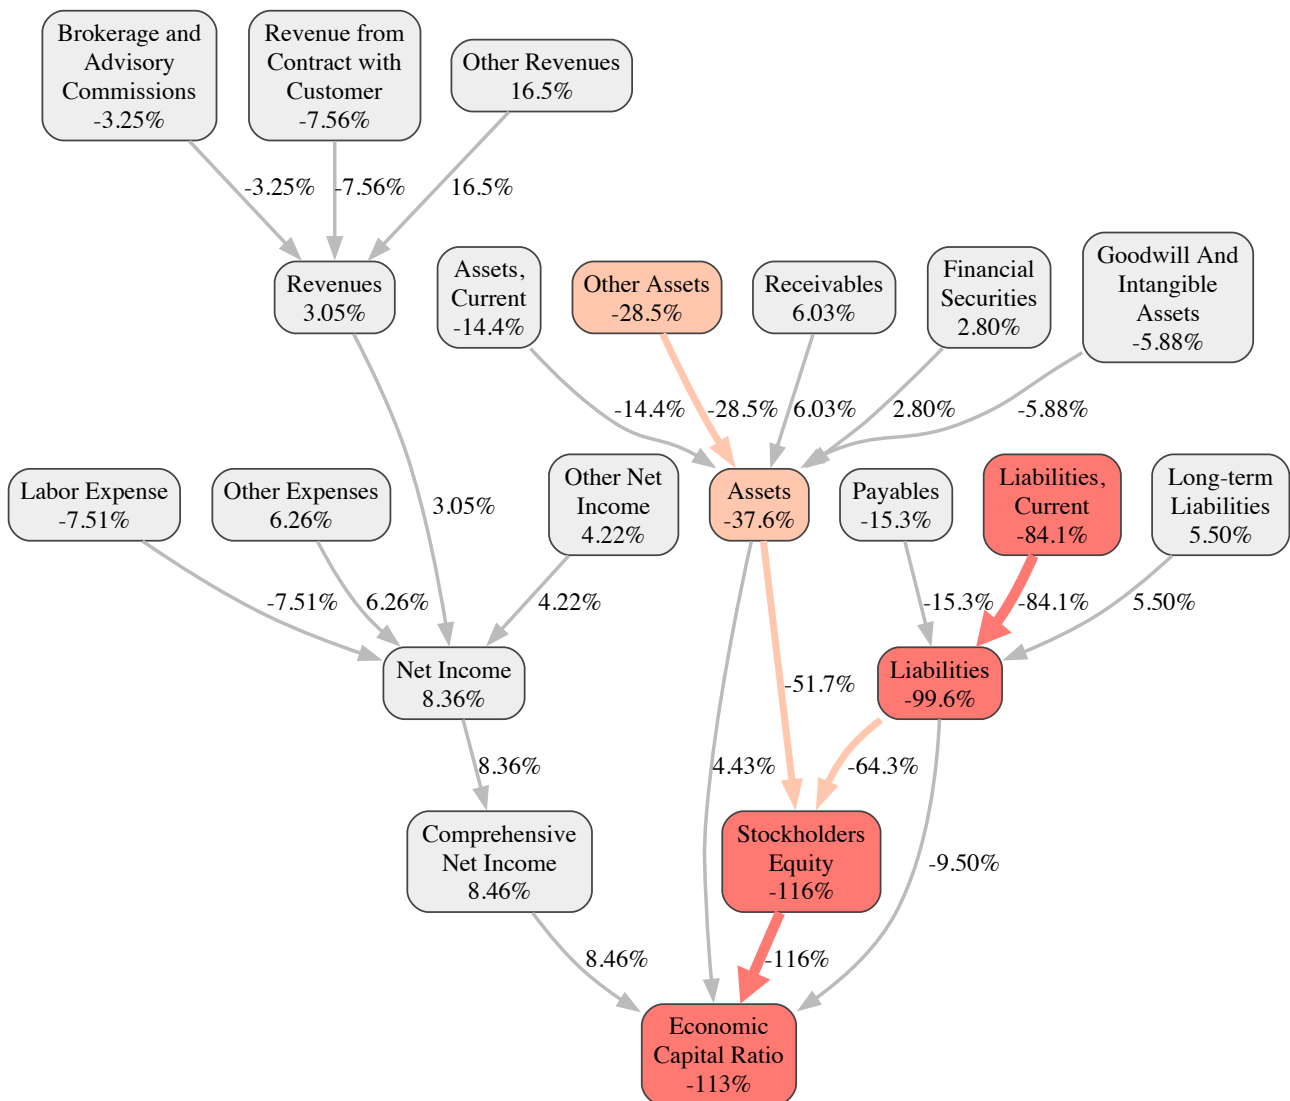 Brokerage and
Advisory
Commissions
-3.25%
Revenue from
Contract with
Customer
-7.56%
Other Revenues
16.5%
-3.25%
-7.56%
16.5%
Revenues
3.05%
Assets,
Current
-14.4%
Other Assets
-28.5%
Receivables
6.03%
Financial
Securities
2.80%
Goodwill And
Intangible
Assets
-5.88%
-14.4%
-28.5%
6.03%
2.80%
-5.88%
Labor Expense
-7.51%
Other Expenses
6.26%
3.05%
Other Net
Income
4.22%
Assets
-37.6%
Payables
-15.3%
Liabilities,
Current
-84.1%
Long-term
Liabilities
5.50%
-7.51%
6.26%
4.22%
-15.3%
-84.1%
5.50%
Net Income
8.36%
-51.7%
Liabilities
-99.6%
8.36%
4.43%
-64.3%
Comprehensive
Net Income
8.46%
Stockholders
Equity
-116%
-9.50%
8.46%
-116%
Economic
Capital Ratio
-113%